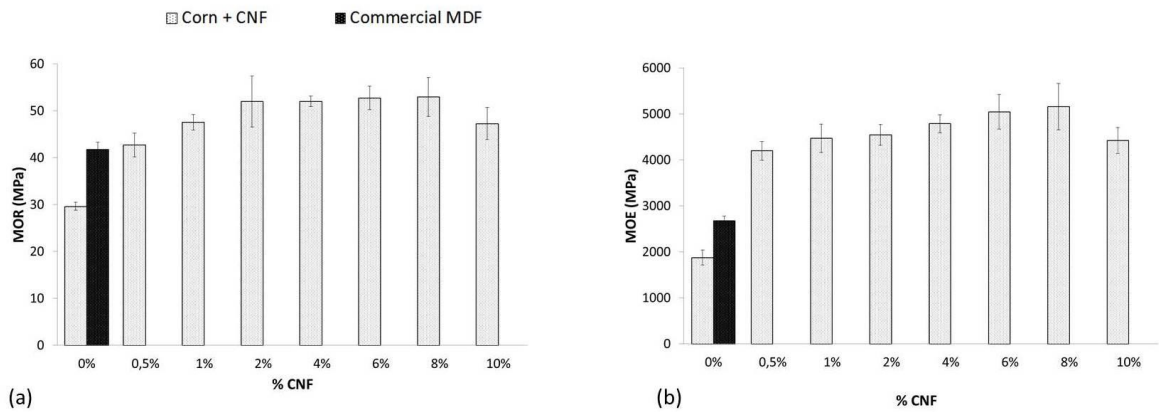 Corn + CNF Commercial MDF
60
50
40
30
20
10
0
MOR (MPa)
0% 0,5% 1% 2% 4% 6% 8% 10%
% CNF
(a)
6000
5000
4000
3000
2000
1000
0
MOE (MPa)
0% 0,5% 1% 2% 4% 6% 8% 10%
% CNF
(b)